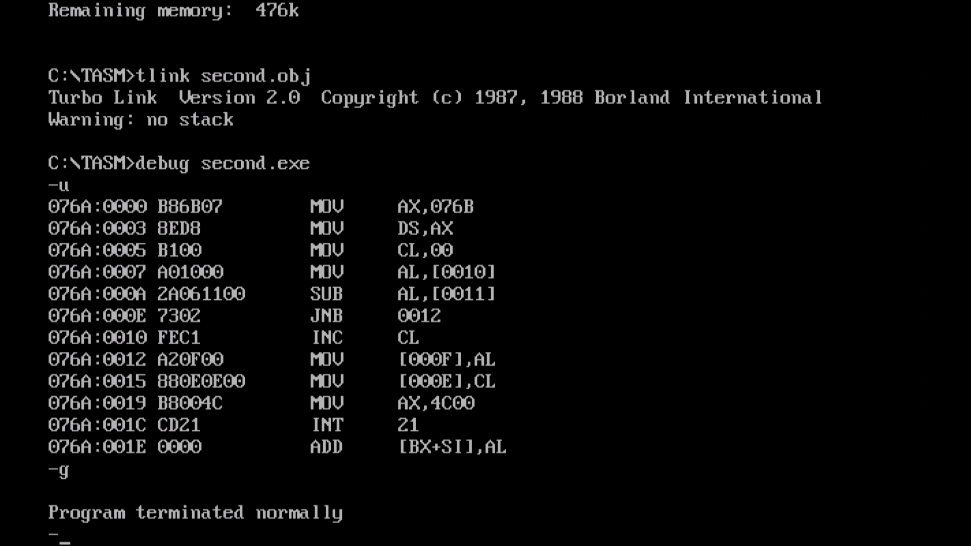 Remaining memory:  476k
C:\TASM>tlink second.obj
Turbo Link  Version 2.0  Copyright (c) 1987, 1988 Borland International
Warning: no stack
C:\TASM>debug second.exe
-u
076A:0000 B86B07        MOV     AX,076B
076A:0003 8ED8          MOV     DS,AX
076A:0005 B100          MOV     CL,00
076A:0007 A01000        MOV     AL,[0010]
076A:000A 2A061100      SUB     AL,[0011]
076A:000E 7302          JNB     0012
076A:0010 FEC1          INC     CL
076A:0012 A20F00        MOV     [000F],AL
076A:0015 880E0E00      MOV     [000E],CL
076A:0019 B8004C        MOV     AX,4C00
076A:001C CD21          INT     21
076A:001E 0000          ADD     [BX+SI],AL
-g
Program terminated normally
-_